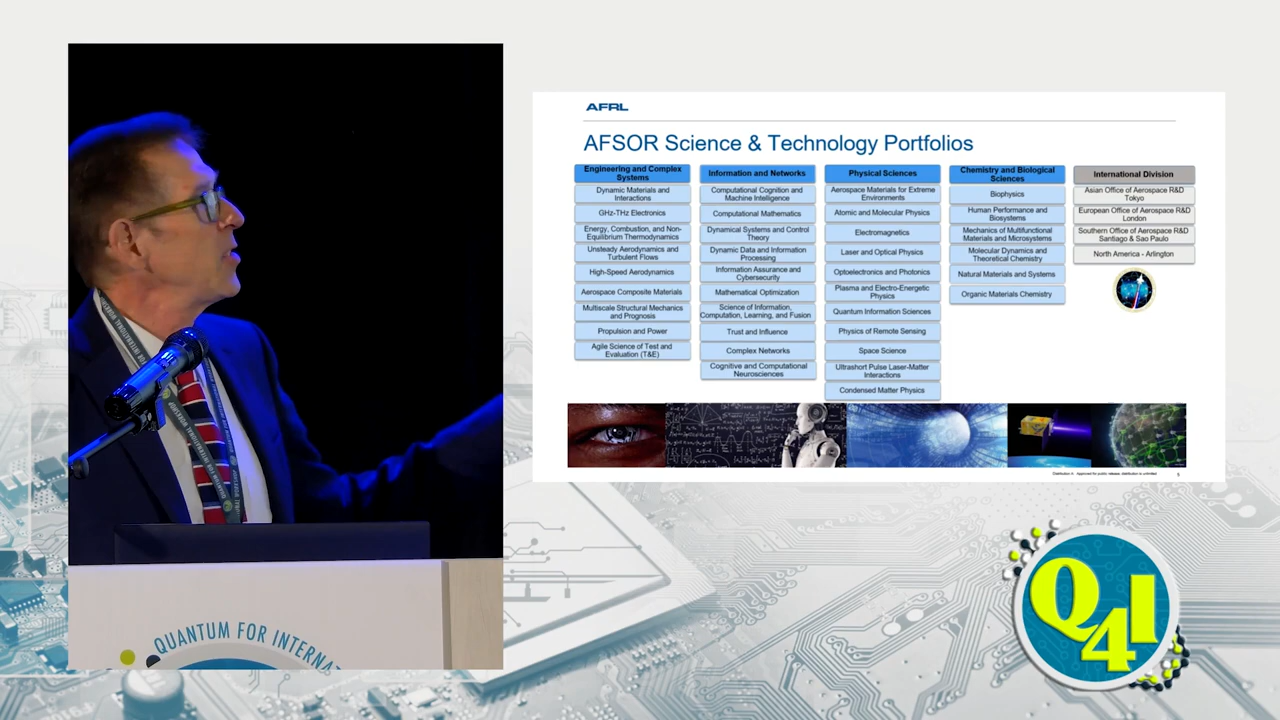 AFRL
AFSOR Science & Technology Portfolios
Engineering and Complex
Systems
Dynamic Materials and
Interactions
GHz-THz Electronics
Energy, Combustion, and Non-
Equilibrium Thermodynamics
Unsteady Aerodynamics and
Turbulent Flows
High-Speed Aerodynamics
Aerospace Composite Materials
Multiscale Structural Mechanics
and Prognosis
Propulsion and Power
Agile Science of Test and
Evaluation (T&E)
Information and Networks
Computational Cognition and
Machine Intelligence
Computational Mathematics
Dynamical Systems and Control
Theory
Dynamic Data and Information
Processing
Information Assurance and
Cybersecurity
Mathematical Optimization
Science of Information,
Computation, Learning, and Fusion
Trust and Influence
Complex Networks
Cognitive and Computational
Neurosciences
Physical Sciences
Aerospace Materials for Extreme
Environments
Atomic and Molecular Physics
Electromagnetics
Laser and Optical Physics
Optoelectronics and Photonics
Plasma and Electro-Energetic
Physics
Quantum Information Sciences
Physics of Remote Sensing
Space Science
Ultrashort Pulse Laser-Matter
Interactions
Condensed Matter Physics
Chemistry and Biological
Sciences
Biophysics
Human Performance and
Biosystems
Mechanics of Multifunctional
Materials and Microsystems
Molecular Dynamics and
Theoretical Chemistry
Natural Materials and Systems
Organic Materials Chemistry
International Division
Asian Office of Aerospace R&D
Tokyo
European Office of Aerospace R&D
London
Southern Office of Aerospace R&D
Santiago & Sao Paulo
North America - Arlington
Distribution A: Approved for public release, distribution is unlimited
QUANTUM FOR INTERNAT
Q4I